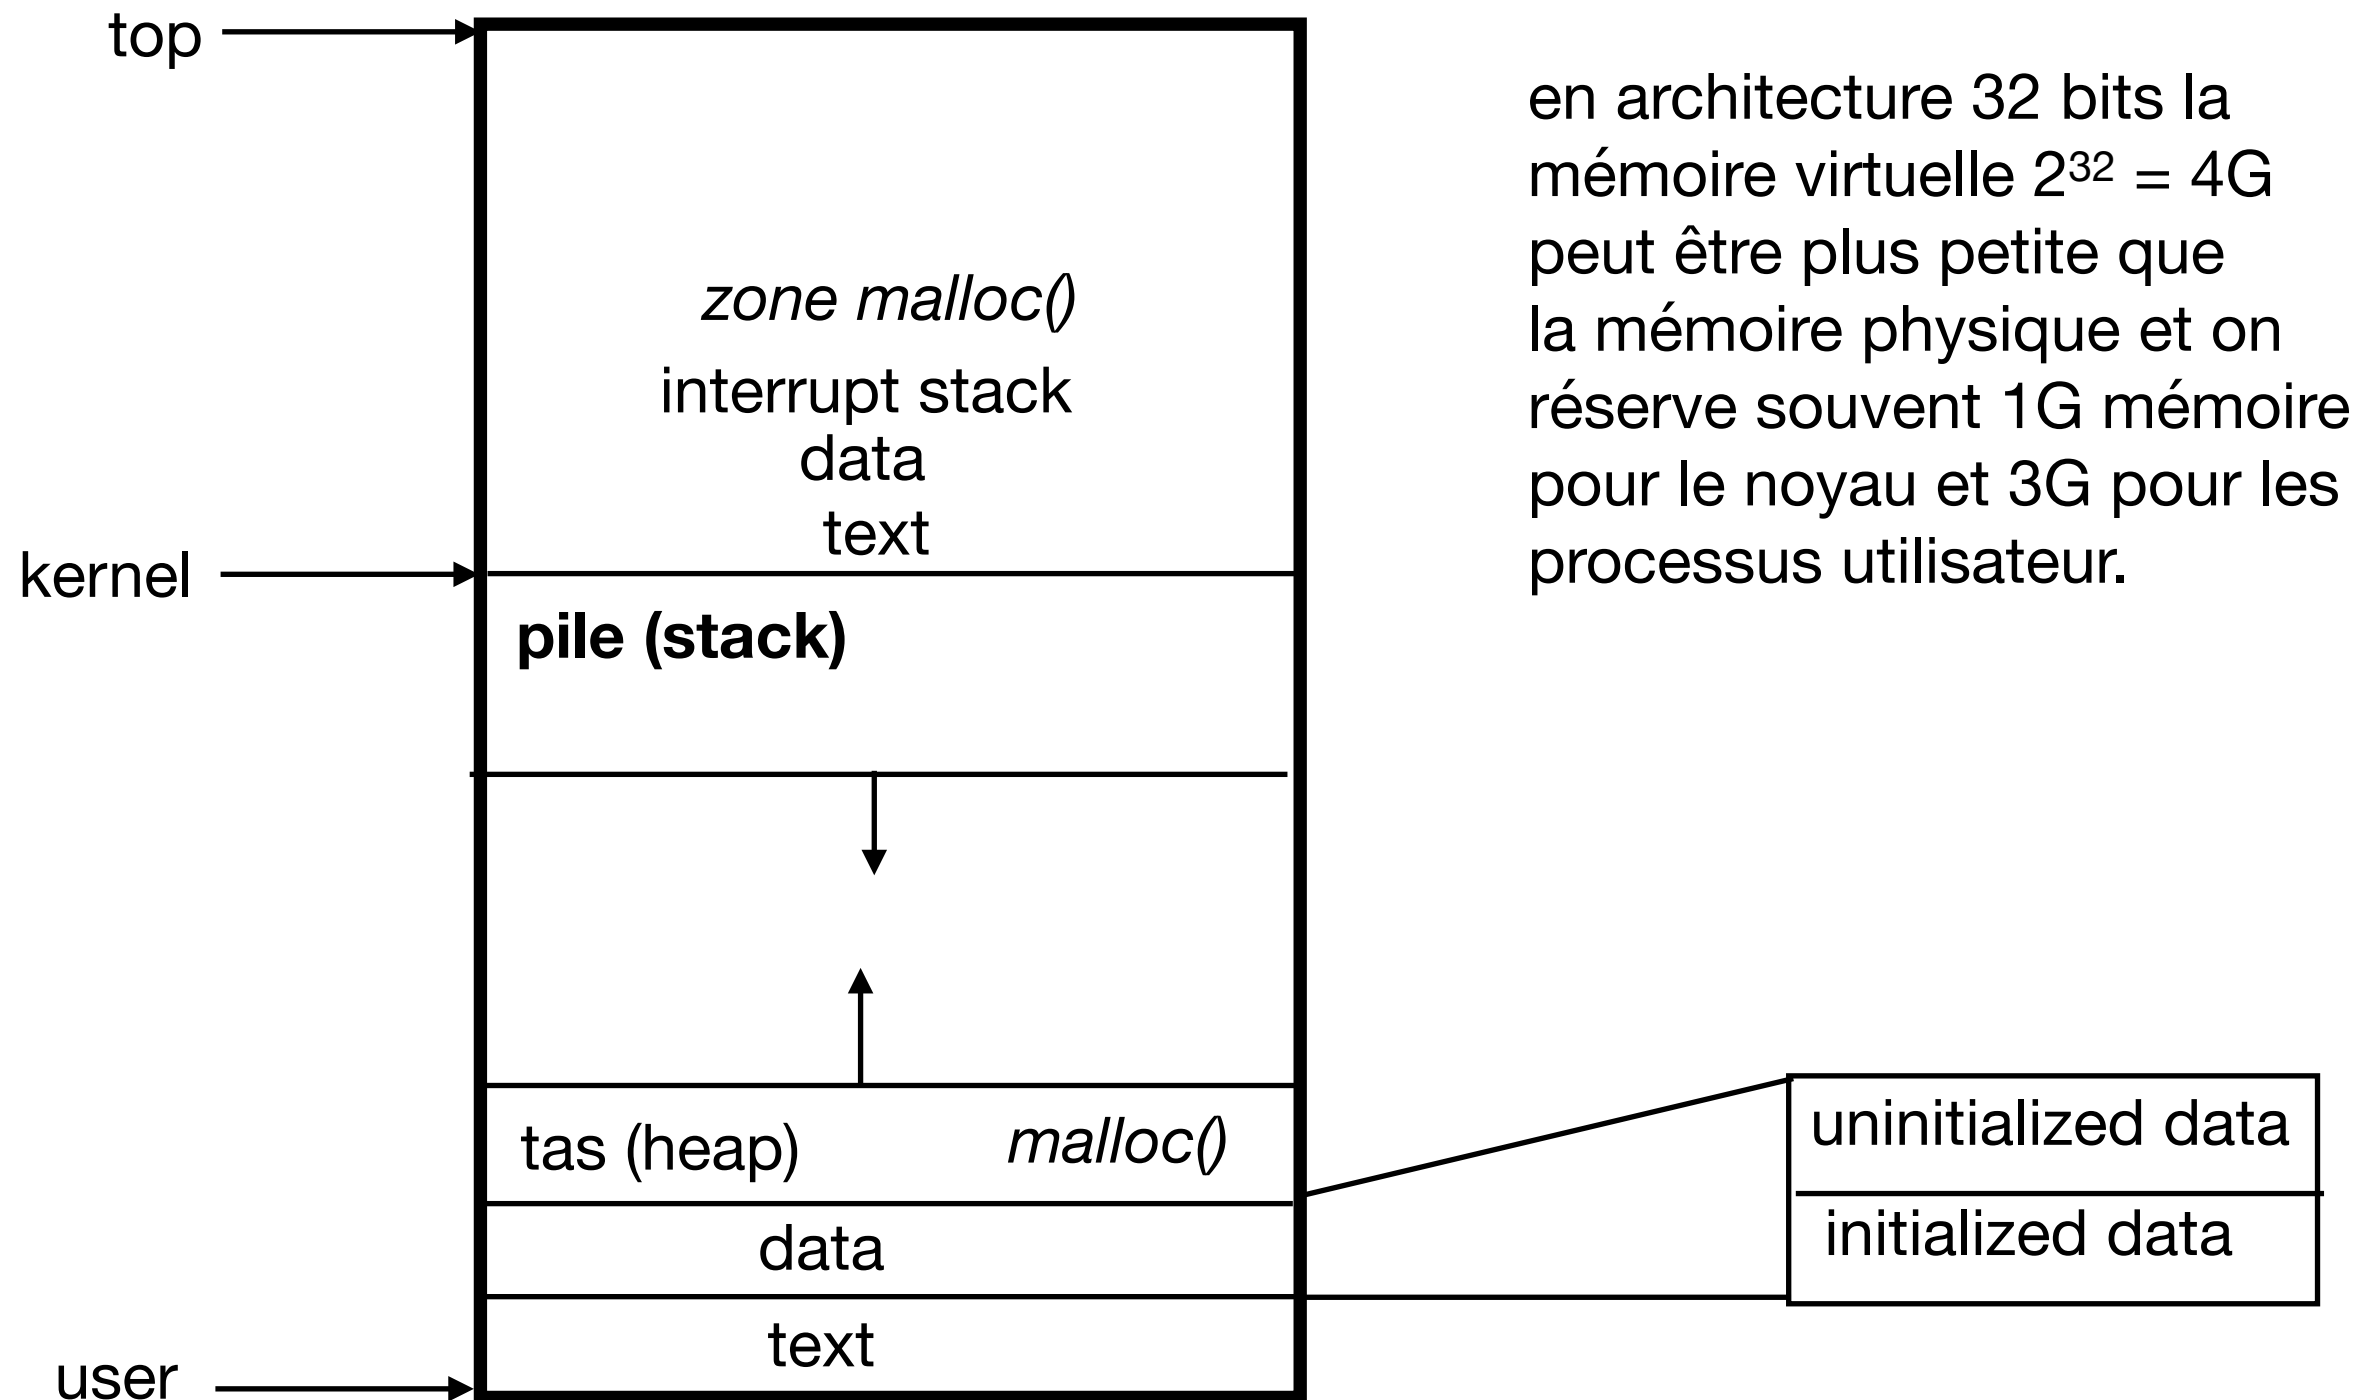 top
en architecture 32 bits la
mémoire virtuelle 2³² = 4G
peut être plus petite que
la mémoire physique et on
réserve souvent 1G mémoire
pour le noyau et 3G pour les
processus utilisateur.
zone malloc()
interrupt stack
data
text
kernel
pile (stack)
tas (heap) malloc()
data
text
user
uninitialized data
initialized data